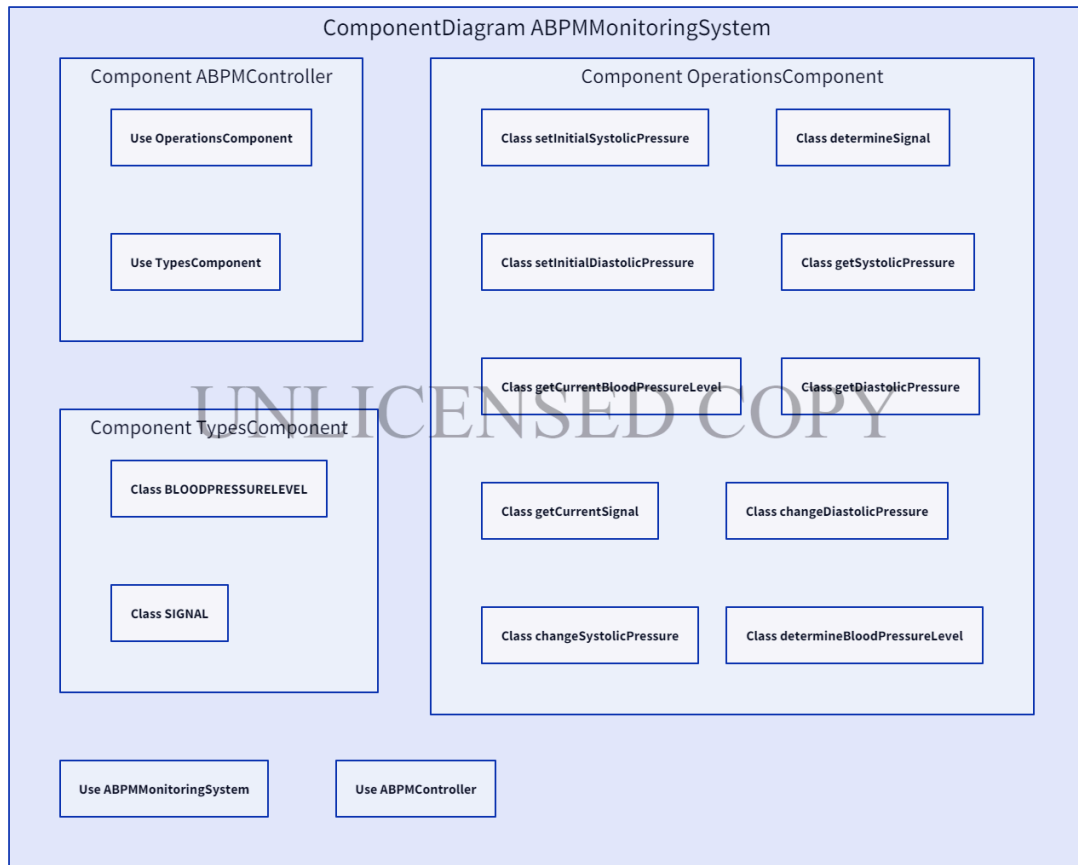 ComponentDiagram ABPMMonitoringSystem
Component ABPMController
Use OperationsComponent
Use TypesComponent
Component OperationsComponent
Class setInitialSystolicPressure
Class determineSignal
Class setInitialDiastolicPressure
Class getSystolicPressure
Class getCurrentBloodPressureLevel
Class getDiastolicPressure
Class getCurrentSignal
Class changeDiastolicPressure
Class changeSystolicPressure
Class determineBloodPressureLevel
UNLICENSED COPY
Component TypesComponent
Class BLOODPRESSURELEVEL
Class SIGNAL
Use ABPMMonitoringSystem
Use ABPMController